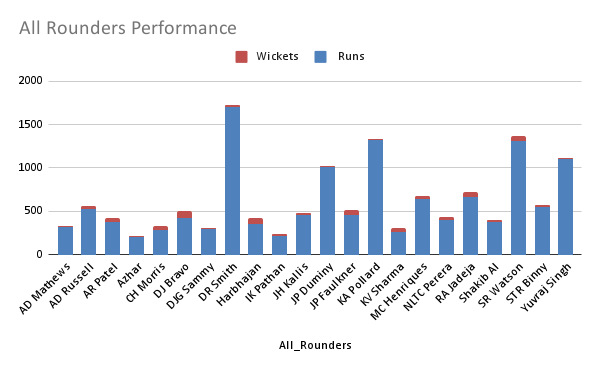 All Rounders Performance
Wickets
Runs
2000
1500
1000
500
0
AD Mathews
AD Russell
AR Patel
Azhar
CH Morris
DJ Bravo
DJG Sammy
DR Smith
Harbhajan
IK Pathan
JH Kallis
JP Duminy
JP Faulkner
KA Pollard
KV Sharma
MC Henriques
NLTC Perera
RA Jadeja
Shakib Al
SR Watson
STR Binny
Yuvraj Singh
All_Rounders